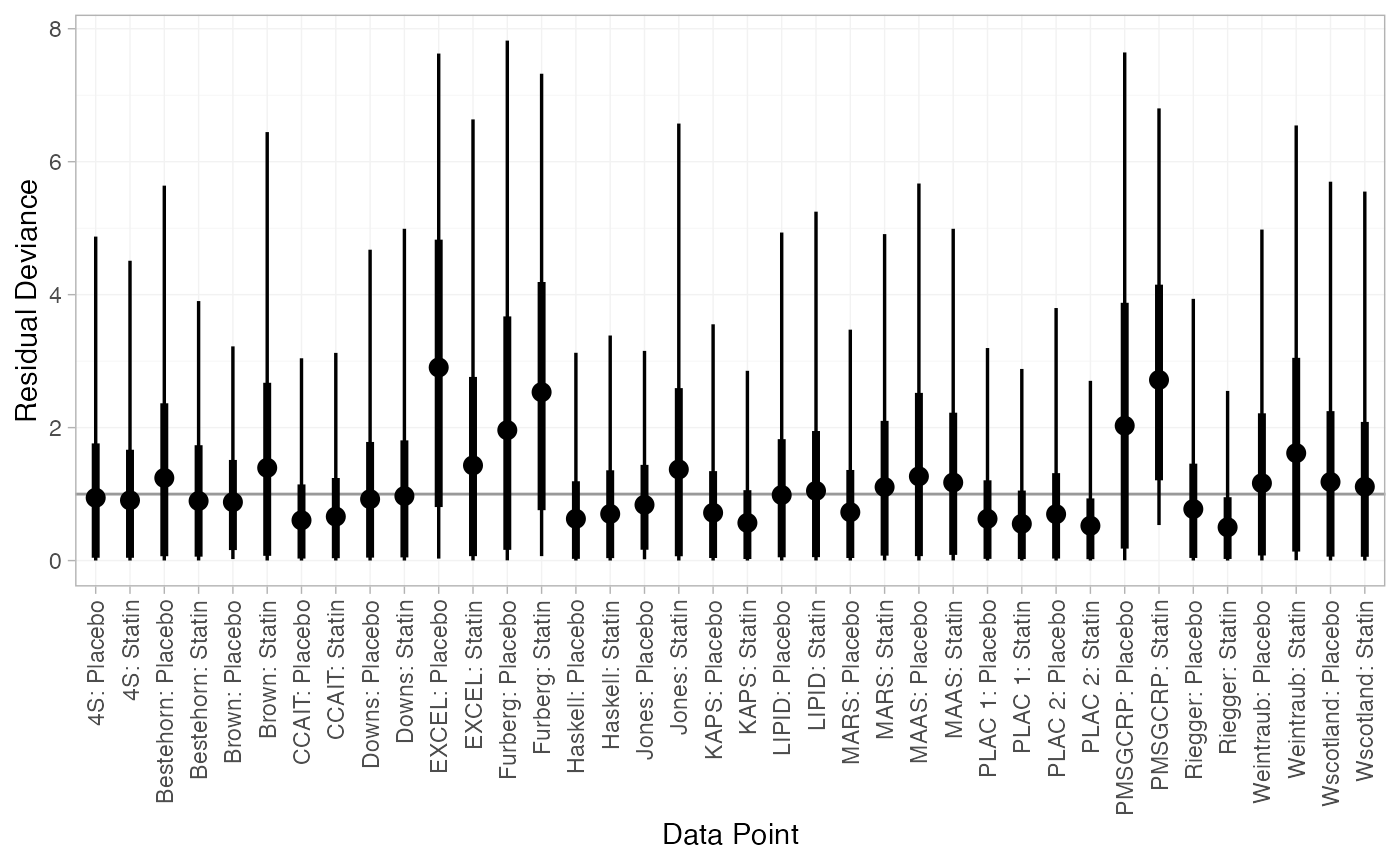 Residual Deviance
8
6
4
2
0
4S: Placebo
4S: Statin
Bestehorn: Placebo
Bestehorn: Statin
Brown: Placebo
Brown: Statin
CCAIT: Placebo
CCAIT: Statin
Downs: Placebo
Downs: Statin
EXCEL: Placebo
EXCEL: Statin
Furberg: Placebo
Furberg: Statin
Haskell: Placebo
Haskell: Statin
Jones: Placebo
Jones: Statin
KAPS: Placebo
KAPS: Statin
LIPID: Placebo
LIPID: Statin
MARS: Placebo
MARS: Statin
MAAS: Placebo
MAAS: Statin
PLAC 1: Placebo
PLAC 1: Statin
PLAC 2: Placebo
PLAC 2: Statin
PMSGCRP: Placebo
PMSGCRP: Statin
Riegger: Placebo
Riegger: Statin
Weintraub: Placebo
Weintraub: Statin
Wscotland: Placebo
Wscotland: Statin
Data Point